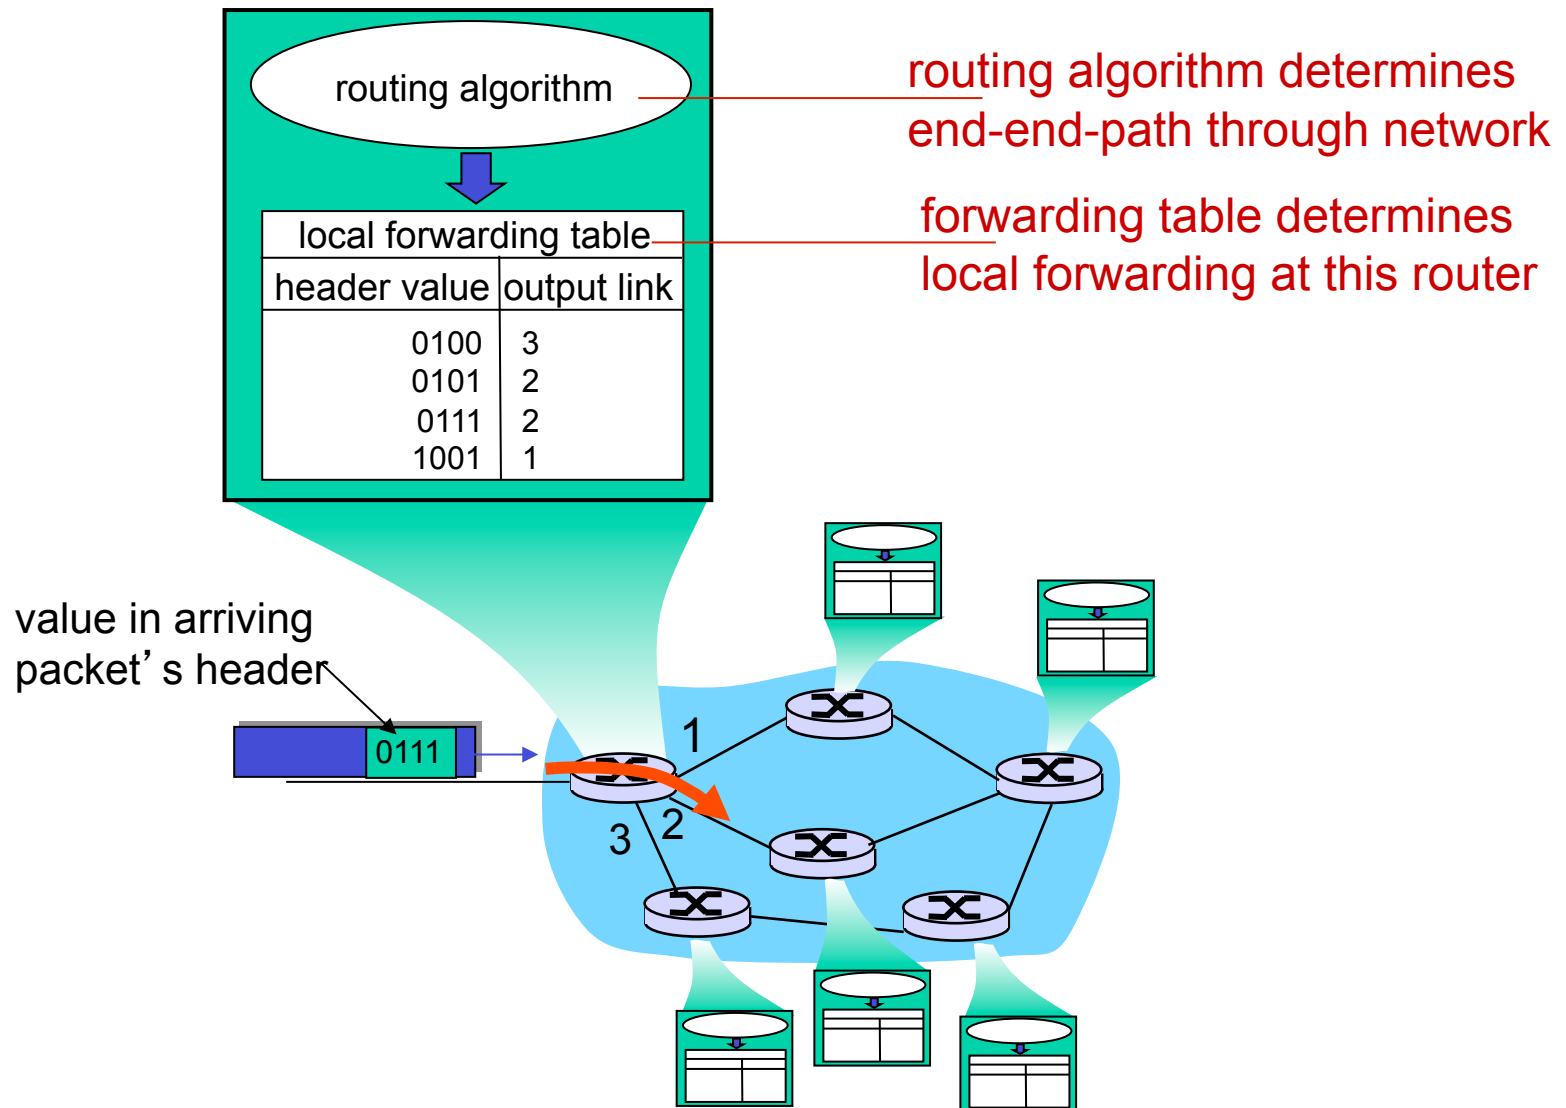 routing algorithm
routing algorithm determines
end-end-path through network
local forwarding table
forwarding table determines
local forwarding at this router
header value output link
0100 3
0101 2
0111 2
1001 1
value in arriving
packet’s header
0111
1
2
3